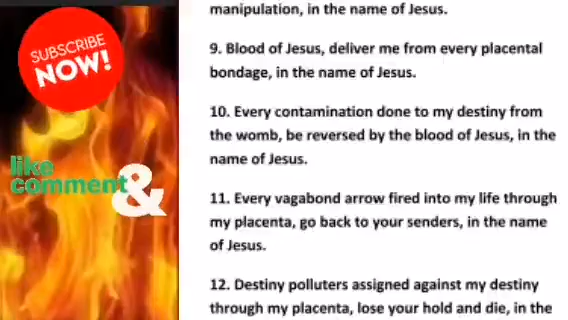 SUBSCRIBE
NOW!
like
comment &
manipulation, in the name of Jesus.
9. Blood of Jesus, deliver me from every placental
bondage, in the name of Jesus.
10. Every contamination done to my destiny from
the womb, be reversed by the blood of Jesus, in the
name of Jesus.
11. Every vagabond arrow fired into my life through
my placenta, go back to your senders, in the name
of Jesus.
12. Destiny polluters assigned against my destiny
through my placenta, lose your hold and die, in the